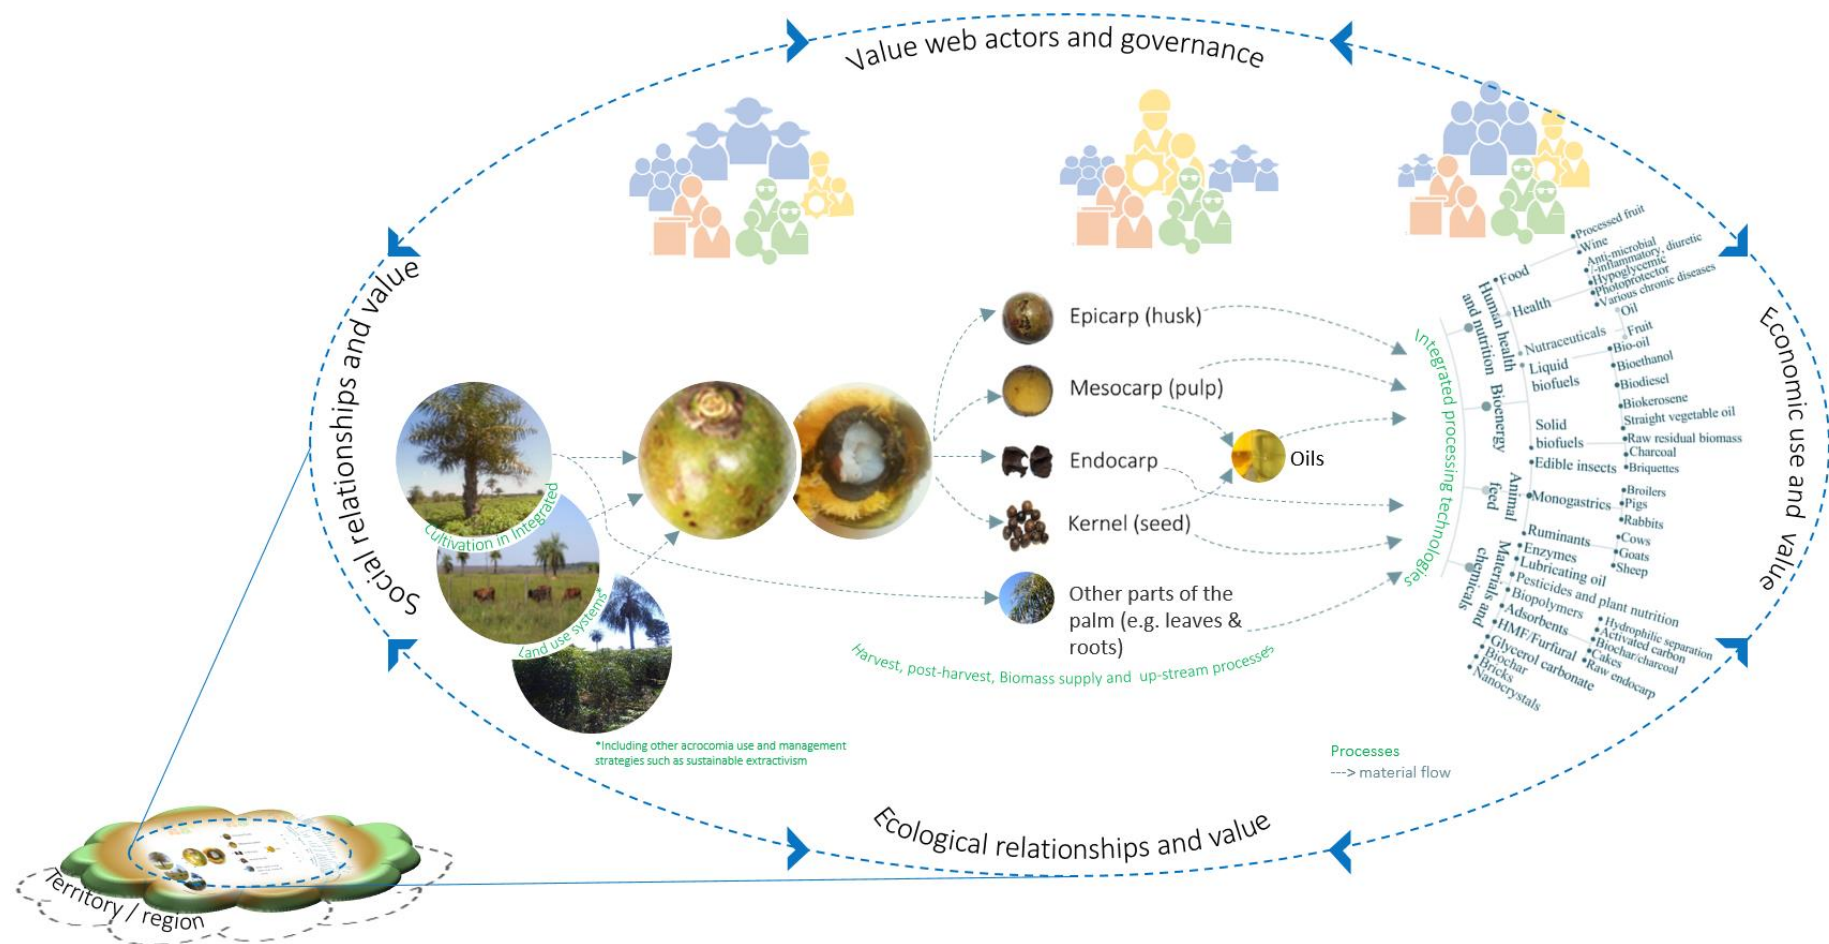 Value web actors and governance
Social relationships and value
Economic use and value
Ecological relationships and value
Territory / region
Cultivation in Integrated
Land use systems*
*Including other acrocomia use and management
strategies such as sustainable extractivism
Epicarp (husk)
Mesocarp (pulp)
Endocarp
Kernel (seed)
Oils
Other parts of the
palm (e.g. leaves &
roots)
Harvest, post-harvest, Biomass supply and up-stream processes
Integrated processing technologies
Human health
and nutrition
Food
Processed fruit
Wine
Health
Anti-microbial
/-inflammatory, diuretic
Hypoglycemic
Photoprotector
Various chronic diseases
Nutraceuticals
Oil
Fruit
Bioenergy
Liquid
biofuels
Bio-oil
Bioethanol
Biodiesel
Biokerosene
Straight vegetable oil
Solid
biofuels
Raw residual biomass
Charcoal
Briquettes
Animal
feed
Edible insects
Monogastrics
Broilers
Pigs
Rabbits
Ruminants
Cows
Goats
Sheep
Materials and
chemicals
Enzymes
Lubricating oil
Pesticides and plant nutrition
Biopolymers
Adsorbents
Hydrophilic separation
Activated carbon
Biochar/charcoal
Cakes
Raw endocarp
HMF/Furfural
Glycerol carbonate
Biochar
Bricks
Nanocrystals
Processes
---> material flow